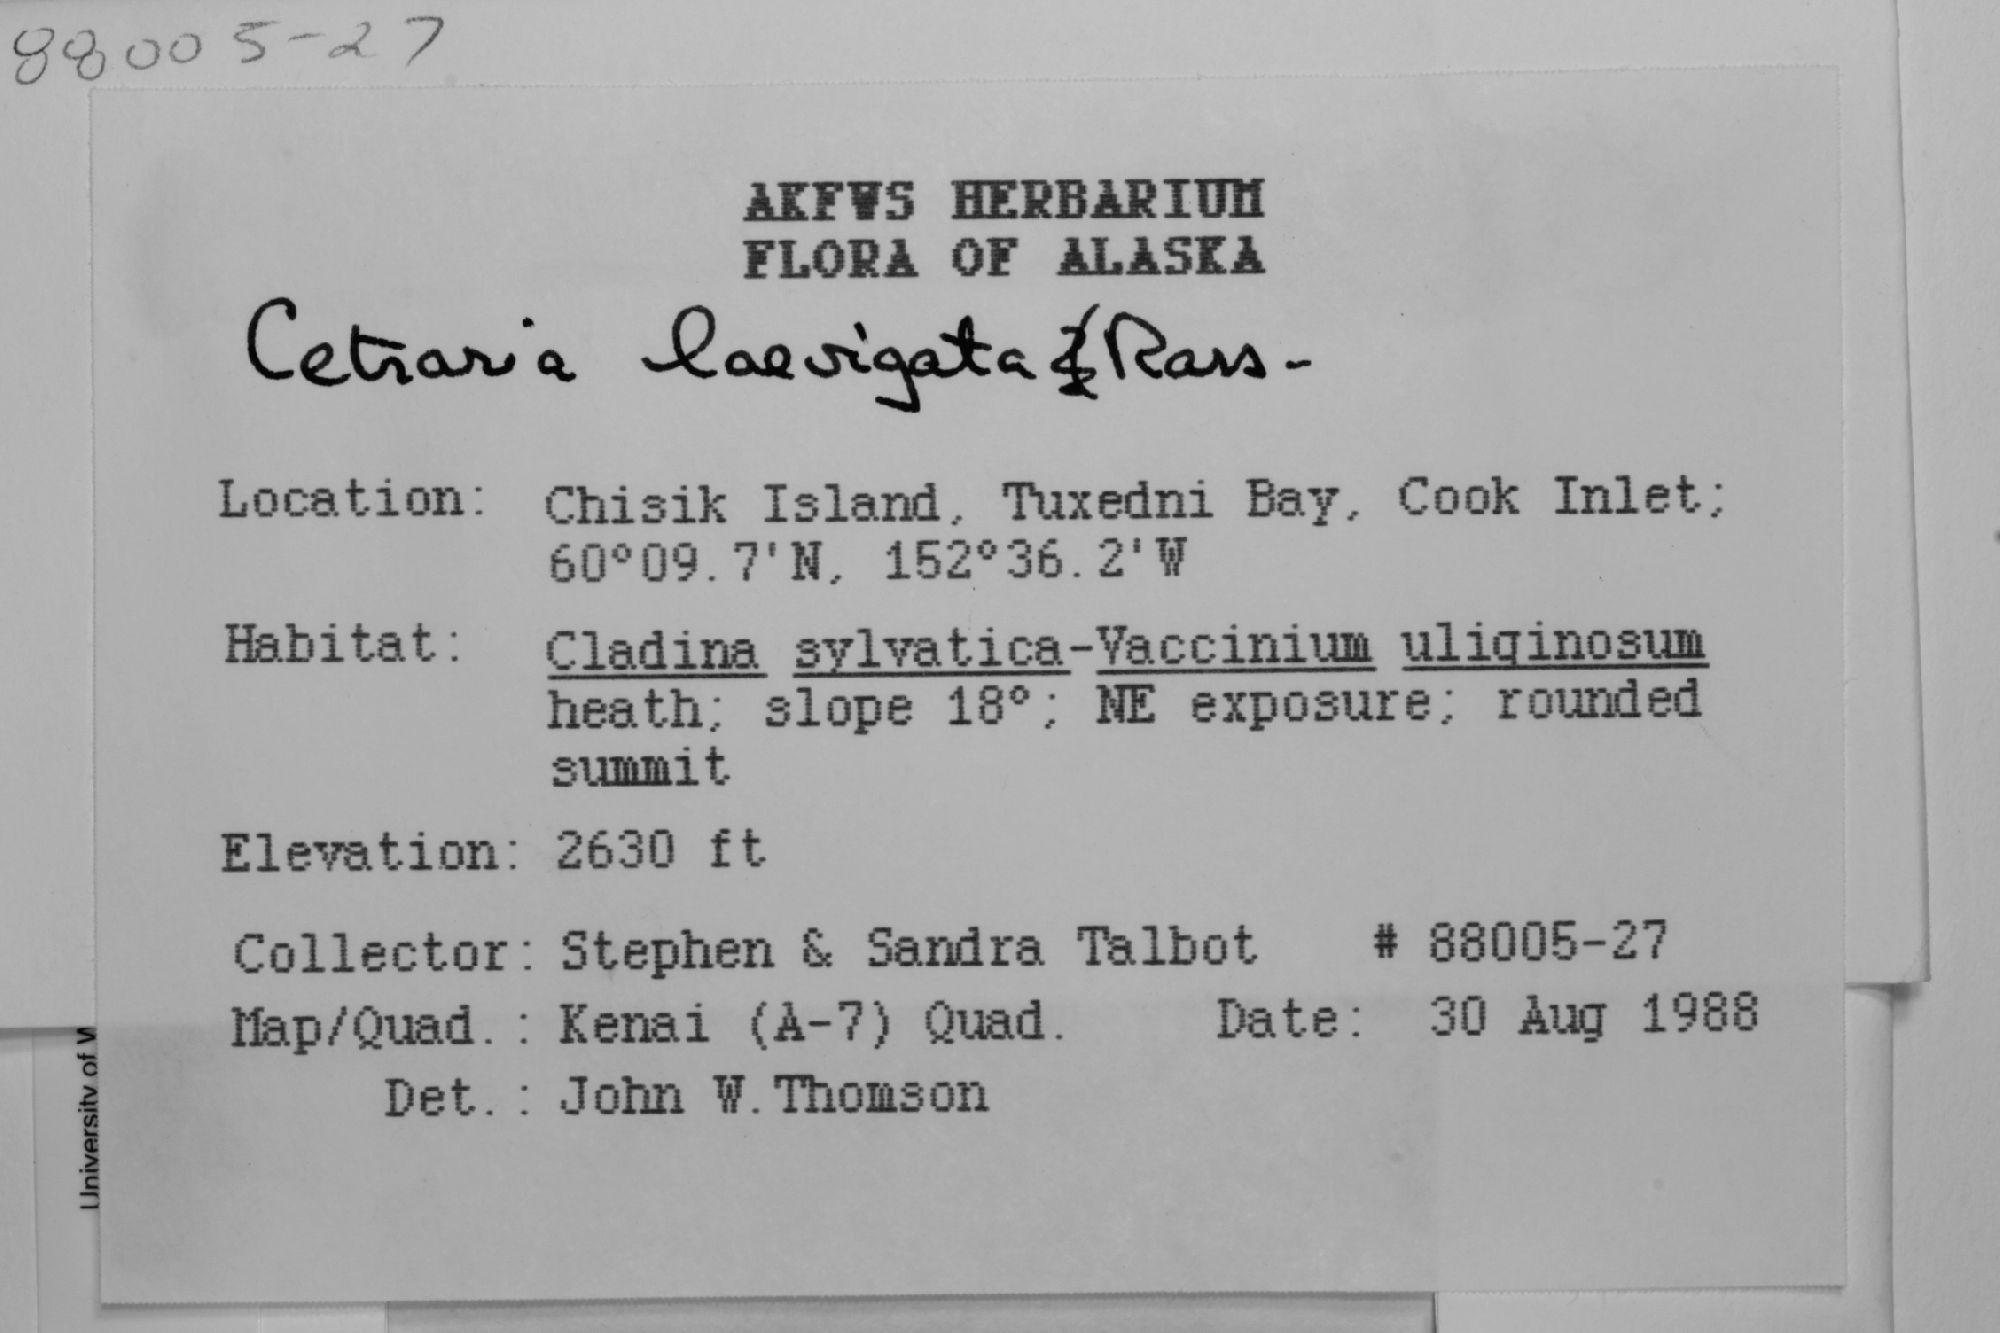 88005-27
AKFWS HERBARIUM
FLORA OF ALASKA
Cetraria laevigata Rass.
Location: Chisik Island, Tuxedni Bay, Cook Inlet;
60°09.7'N, 152°36.2'W
Habitat: Cladina sylvatica-Vaccinium uliginosum
heath; slope 18°; NE exposure; rounded
summit
Elevation: 2630 ft
Collector: Stephen & Sandra Talbot # 88005-27
Map/Quad.: Kenai (A-7) Quad. Date: 30 Aug 1988
Det.: John W. Thomson
University of